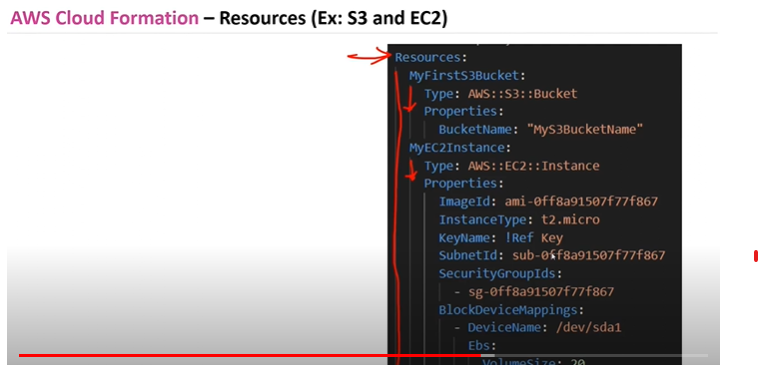 AWS Cloud Formation – Resources (Ex: S3 and EC2)
Resources:
MyFirstS3Bucket:
Type: AWS::S3::Bucket
Properties:
BucketName: "MyS3BucketName"
MyEC2Instance:
Type: AWS::EC2::Instance
Properties:
ImageId: ami-0ff8a91507f77f867
InstanceType: t2.micro
KeyName: !Ref Key
SubnetId: sub-0ff8a91507f77f867
SecurityGroupIds:
- sg-0ff8a91507f77f867
BlockDeviceMappings:
- DeviceName: /dev/sda1
Ebs:
VolumeSize: 20